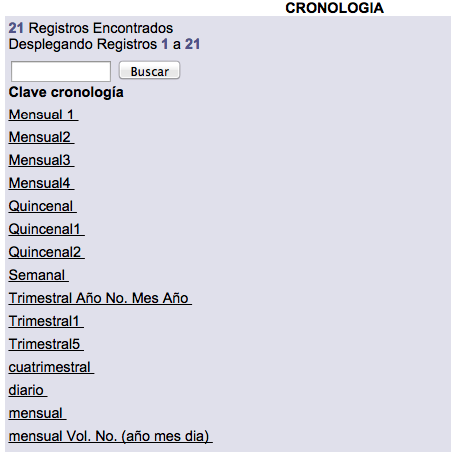 CRONOLOGIA
21 Registros Encontrados
Desplegando Registros 1 a 21
Buscar
Clave cronología
Mensual 1
Mensual2
Mensual3
Mensual4
Quincenal
Quincenal1
Quincenal2
Semanal
Trimestral Año No. Mes Año
Trimestral1
Trimestral5
cuatrimestral
diario
mensual
mensual Vol. No. (año mes dia)